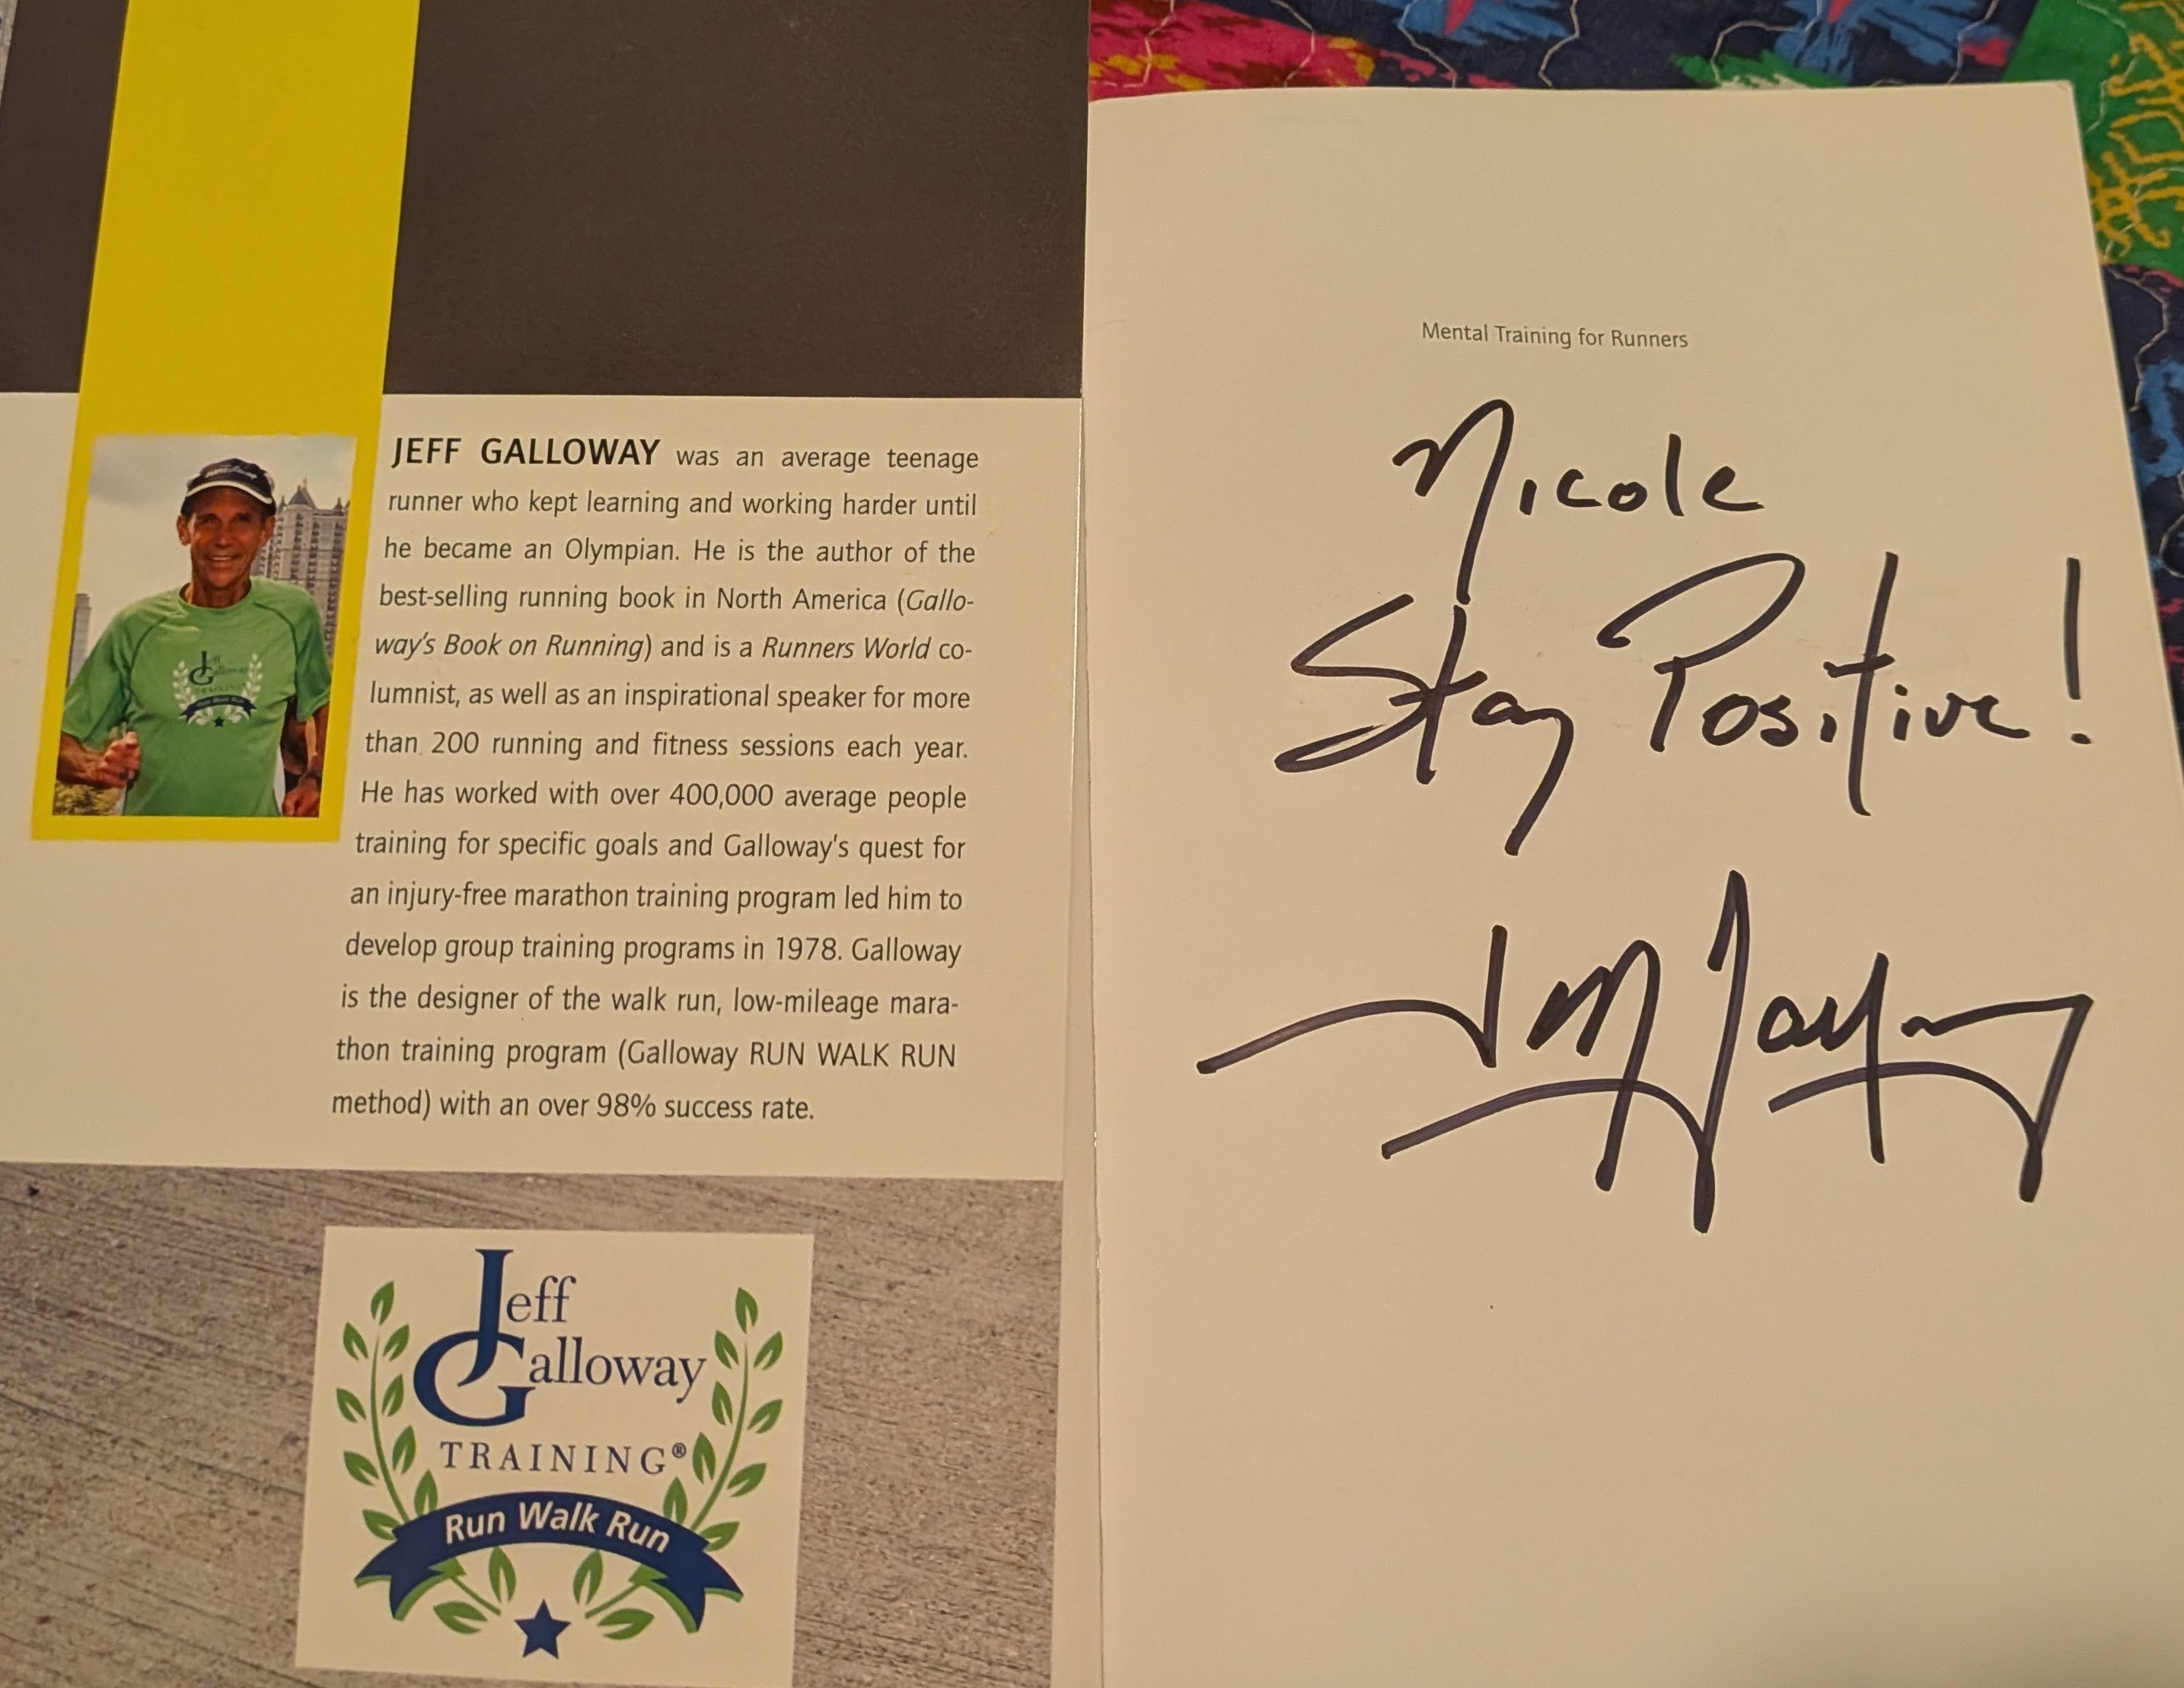 JEFF GALLOWAY was an average teenage
runner who kept learning and working harder until
he became an Olympian. He is the author of the
best-selling running book in North America (Gallo-
way's Book on Running) and is a Runners World co-
lumnist, as well as an inspirational speaker for more
than 200 running and fitness sessions each year.
He has worked with over 400,000 average people
training for specific goals and Galloway's quest for
an injury-free marathon training program led him to
develop group training programs in 1978. Galloway
is the designer of the walk run, low-mileage mara-
thon training program (Galloway RUN WALK RUN
method) with an over 98% success rate.
Jeff
Galloway
TRAINING
Run Walk Run
Jeff
Galloway
TRAINING®
Run Walk Run
Mental Training for Runners
Nicole
Stay Positive!